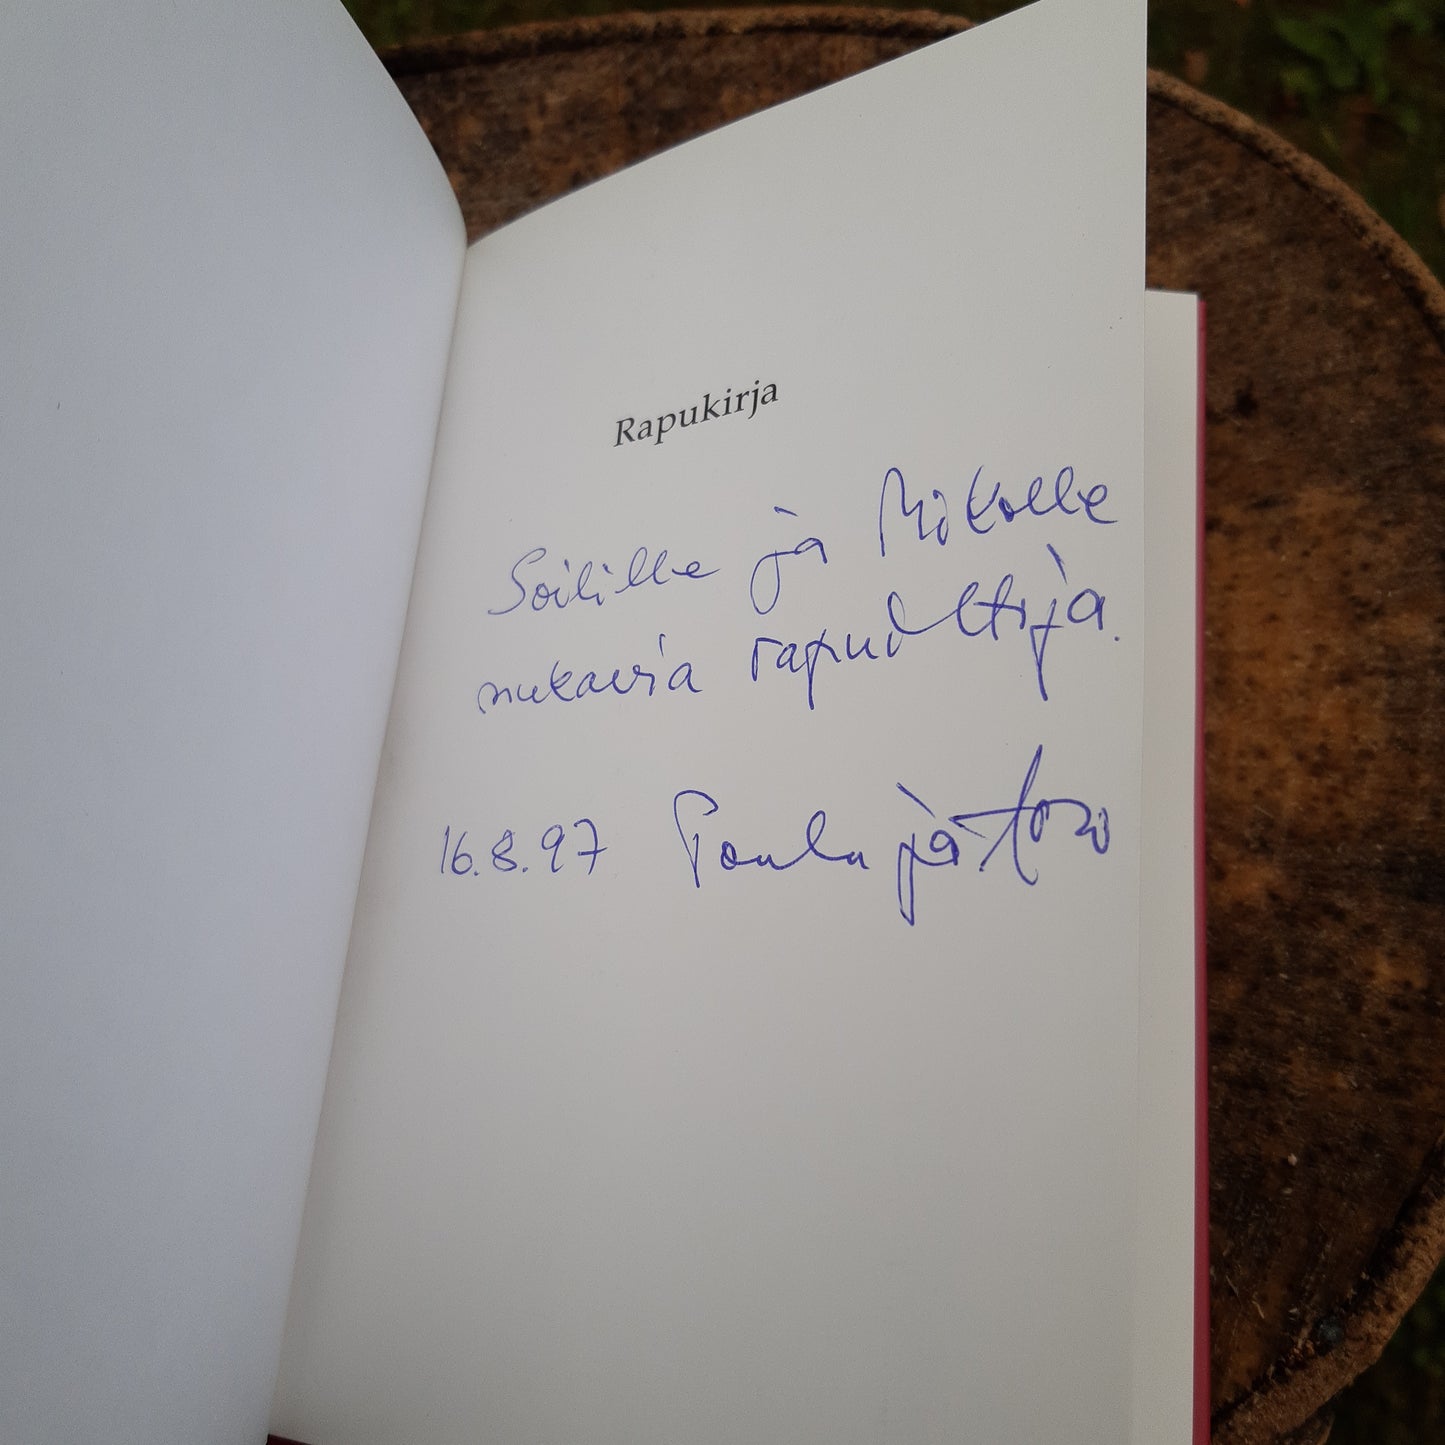 Rapukirja
Soilille ja Mikolle
mukavia rapuiltoja.
16.8.97 Paula ja